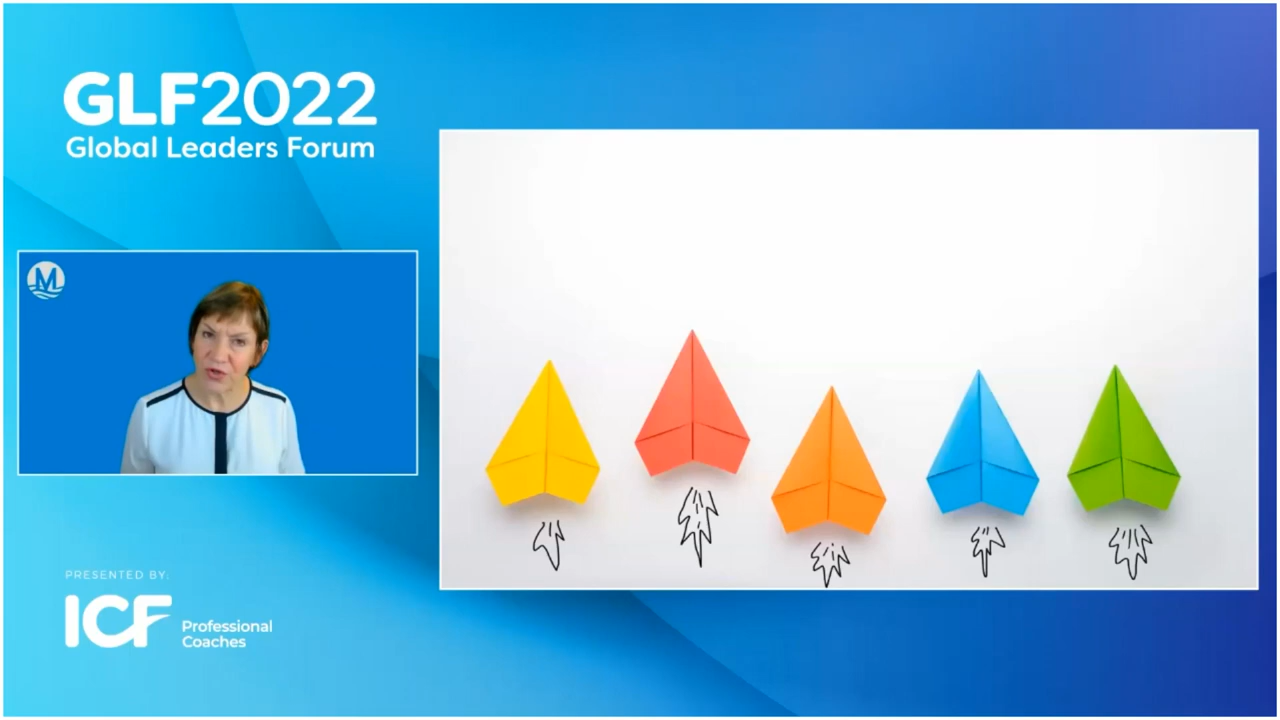 GLF2022
Global Leaders Forum
M
PRESENTED BY:
ICF
Professional
Coaches